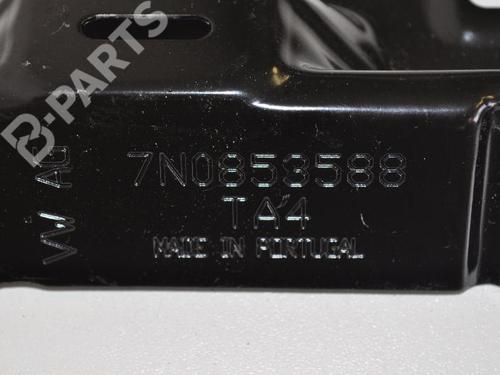 B-PARTS
VW AG
7N0853588
TA4
MADE IN PORTUGAL